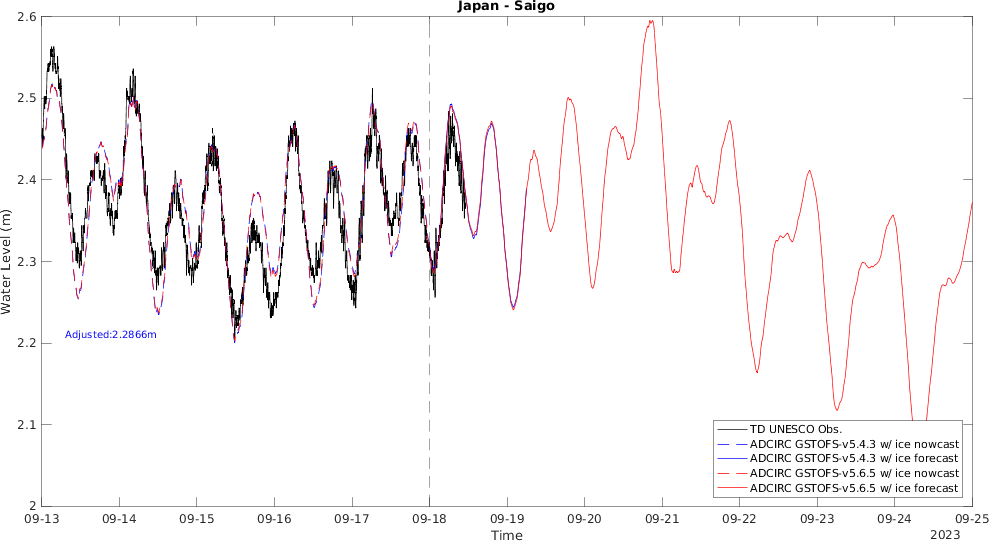 Japan - Saigo
2.6
2.5
2.4
2.3
2.2
2.1
2
Water Level (m)
Adjusted:2.2866m
TD UNESCO Obs.
ADCIRC GSTOFS-v5.4.3 w/ ice nowcast
ADCIRC GSTOFS-v5.4.3 w/ ice forecast
ADCIRC GSTOFS-v5.6.5 w/ ice nowcast
ADCIRC GSTOFS-v5.6.5 w/ ice forecast
09-13 09-14 09-15 09-16 09-17 09-18 09-19 09-20 09-21 09-22 09-23 09-24 09-25
Time
2023